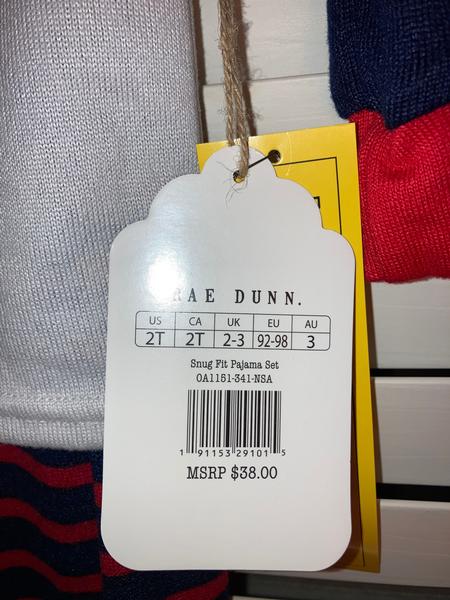 RAE DUNN.
US CA UK EU AU
2T 2T 2-3 92-98 3
Snug Fit Pajama Set
0A1151-341-NSA
1 91153 29101 5
MSRP $38.00